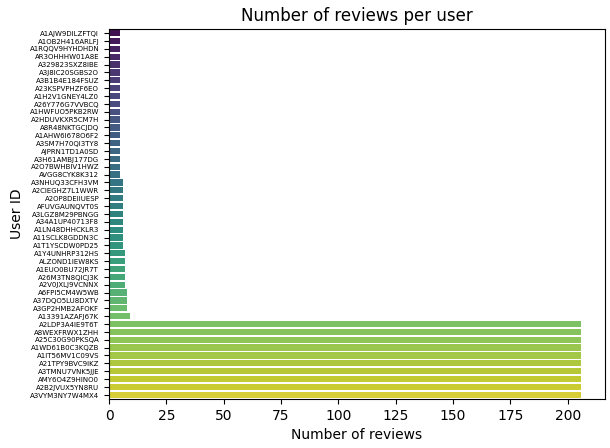 Number of reviews per user
A1AJW9DILZFTQI
A1OB2H416ARLFJ
A1RQQV9HYHDHDN
AR3OHHHW01A8E
A329823SXZ8IBE
A3J8IC20SGBS2O
A3B1B4E184FSUZ
A23KSPVPHZF6EO
A1H2V1GNEY4LZ0
A26Y776G7VVBCQ
A1HWFUO5PKB2RW
A2HDUVKXR5CM7H
A8R48NKTGCJDQ
A1AHW6I678O6F2
A3SM7H70QI3TY8
AJPRN1TD1A0SD
A3H61AMBJ177DG
A2O7BWHBIV1HWZ
AVGG8CYK8K312
A3NHUQ33CFH3VM
A2CIEGHZ7L1WWR
A2OP8DEIIUESP
AFUVGAUNQVT0S
A3LGZ8M29PBNGG
A34A1UP40713F8
A1LN48DHHCKLR3
A11SCLK8GDDN3C
A1T1YSCDW0PD25
A1Y4UNHRP312HS
ALZOND1IEW8KS
A1EUO0BU72JR7T
A26M3TN8QICJ3K
A2V0JXLJ9VCNNX
A6FPI5CM4W5WB
A37DQO5LU8DXTV
A3GP2HMB2AFOKF
A13391AZAFJ67K
A2LDP3A4IE9T6T
A8WEXFRWX1ZHH
A25C30G90PKSQA
A1WD61B0C3KQZB
A1IT56MV1C09VS
A21TPY9BVC9IKZ
A3TMNU7VNK5JJE
AMY6O4Z9HINO0
A2B2JVUX5YN8RU
A3VYM3NY7W4MX4
User ID
0 25 50 75 100 125 150 175 200
Number of reviews